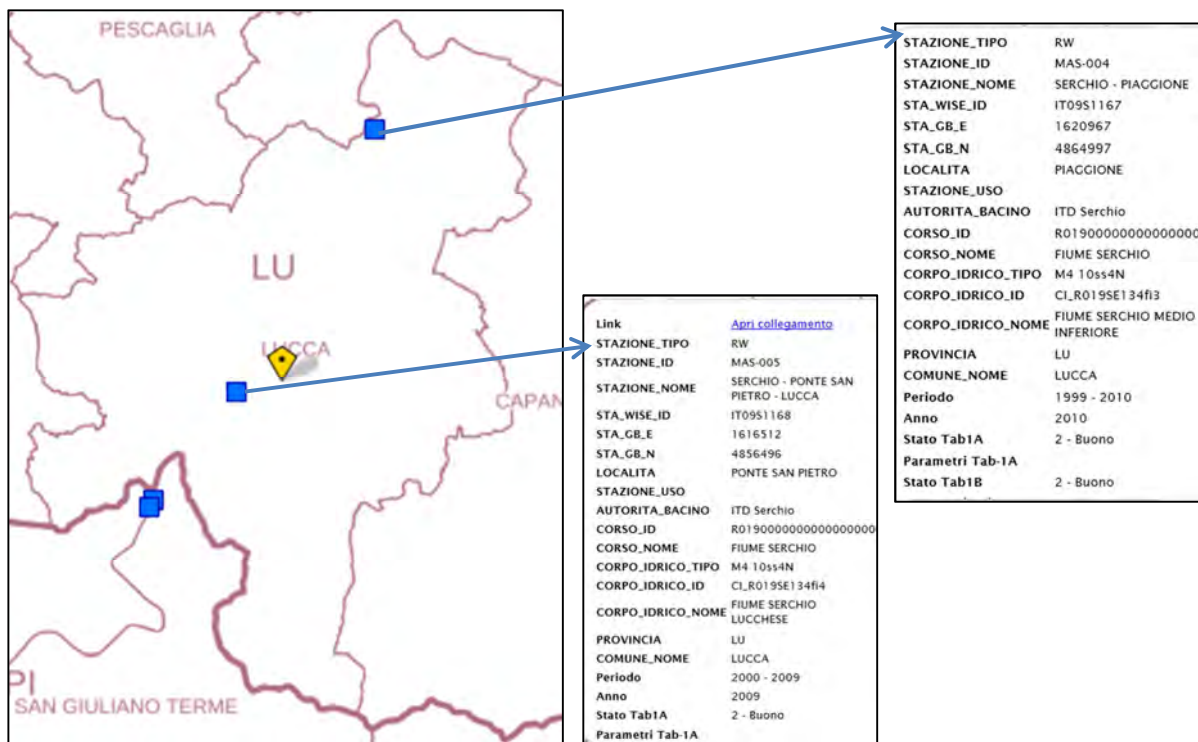 PESCAGLIA
LU
LUCCA
CAPAN
PI
SAN GIULIANO TERME
Link Apri collegamento
STAZIONE_TIPO RW
STAZIONE_ID MAS-005
STAZIONE_NOME SERCHIO - PONTE SAN
PIETRO - LUCCA
STA_WISE_ID IT09S1168
STA_GB_E 1616512
STA_GB_N 4856496
LOCALITA PONTE SAN PIETRO
STAZIONE_USO
AUTORITA_BACINO ITD Serchio
CORSO_ID R0190000000000000000
CORSO_NOME FIUME SERCHIO
CORPO_IDRICO_TIPO M4 10ss4N
CORPO_IDRICO_ID CI_R019SE134fi4
CORPO_IDRICO_NOME FIUME SERCHIO
LUCCHESE
PROVINCIA LU
COMUNE_NOME LUCCA
Periodo 2000 - 2009
Anno 2009
Stato Tab1A 2 - Buono
Parametri Tab-1A
STAZIONE_TIPO RW
STAZIONE_ID MAS-004
STAZIONE_NOME SERCHIO - PIAGGIONE
STA_WISE_ID IT09S1167
STA_GB_E 1620967
STA_GB_N 4864997
LOCALITA PIAGGIONE
STAZIONE_USO
AUTORITA_BACINO ITD Serchio
CORSO_ID R01900000000000000
CORSO_NOME FIUME SERCHIO
CORPO_IDRICO_TIPO M4 10ss4N
CORPO_IDRICO_ID CI_R019SE134fi3
CORPO_IDRICO_NOME FIUME SERCHIO MEDIO
INFERIORE
PROVINCIA LU
COMUNE_NOME LUCCA
Periodo 1999 - 2010
Anno 2010
Stato Tab1A 2 - Buono
Parametri Tab-1A
Stato Tab1B 2 - Buono